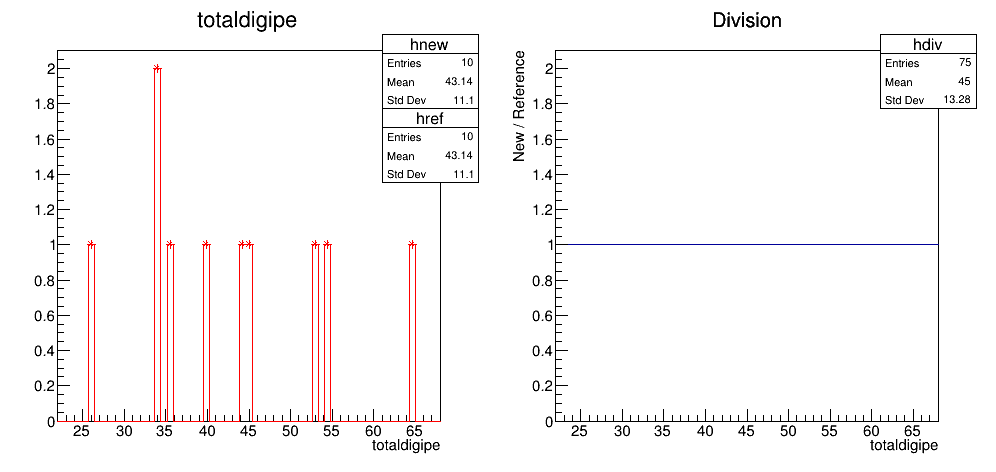 totaldigipe
hnew
Entries 10
Mean 43.14
Std Dev 11.1
href
Entries 10
Mean 43.14
Std Dev 11.1
2
1.8
1.6
1.4
1.2
1
0.8
0.6
0.4
0.2
0
25 30 35 40 45 50 55 60 65
totaldigipe
Division
hdiv
Entries 75
Mean 45
Std Dev 13.28
New / Reference
2
1.8
1.6
1.4
1.2
1
0.8
0.6
0.4
0.2
0
25 30 35 40 45 50 55 60 65
totaldigipe